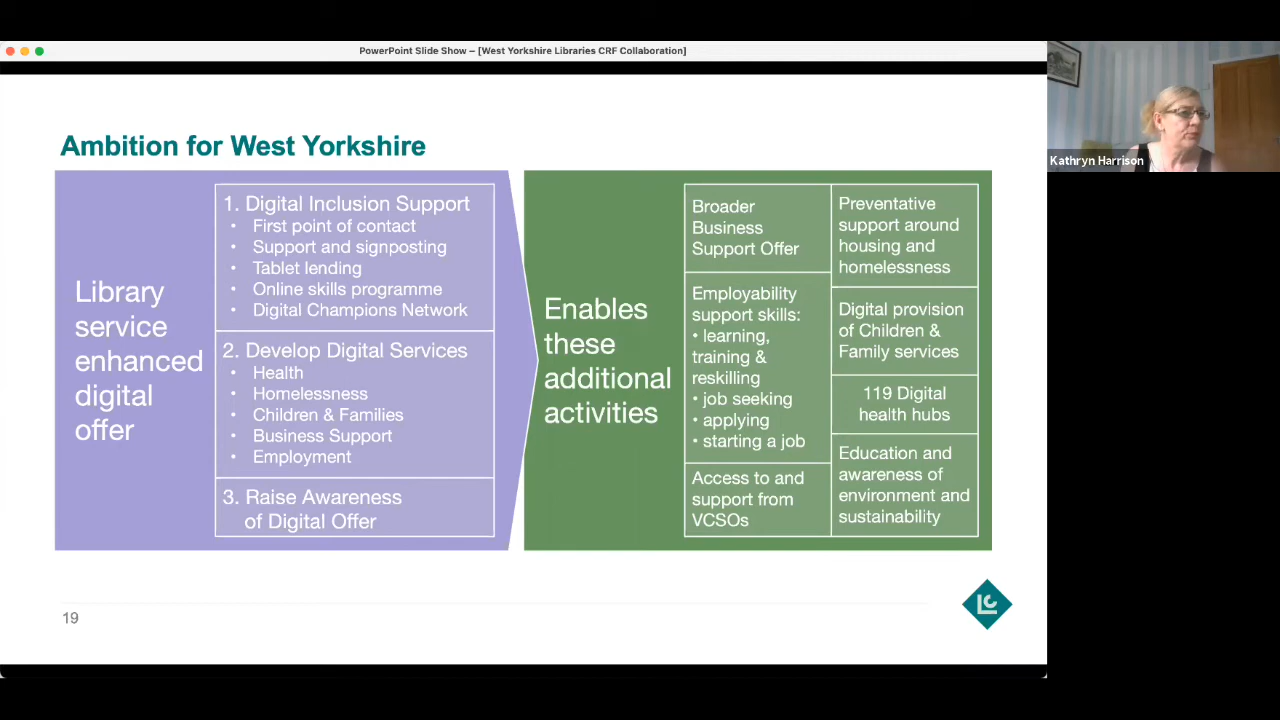 PowerPoint Slide Show – [West Yorkshire Libraries CRF Collaboration]
Kathryn Harrison
Ambition for West Yorkshire
Library
service
enhanced
digital
offer
1. Digital Inclusion Support
• First point of contact
• Support and signposting
• Tablet lending
• Online skills programme
• Digital Champions Network
2. Develop Digital Services
• Health
• Homelessness
• Children & Families
• Business Support
• Employment
3. Raise Awareness
of Digital Offer
Enables
these
additional
activities
Broader
Business
Support Offer
Employability
support skills:
• learning,
training &
reskilling
• job seeking
• applying
• starting a job
Access to and
support from
VCSOs
Preventative
support around
housing and
homelessness
Digital provision
of Children &
Family services
119 Digital
health hubs
Education and
awareness of
environment and
sustainability
19
LC